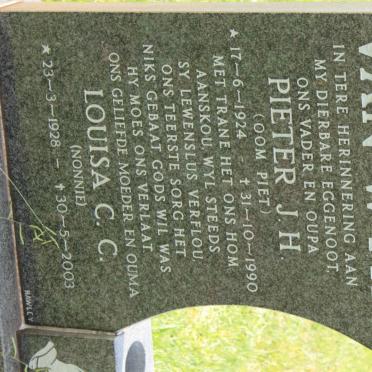 IN TERE HERINNERING AAN
MY DIERBARE EGGENOOT,
ONS VADER EN OUPA
PIETER J H
(OOM PIET)
★ 17-6-1924 - † 31-10-1990
MET TRANE HET ONS HOM
AANSKOU, WYL STEEDS
SY LEWENSLUS VERFLOU
ONS TEERSTE SORG HET
NIKS GEBAAT, GODS WIL WAS
HY MOES ONS VERLAAT
ONS GELIEFDE MOEDER EN OUMA
LOUISA C. C.
(NONNIE)
★ 23-3-1928 - † 30-5-2003
HAWLEY